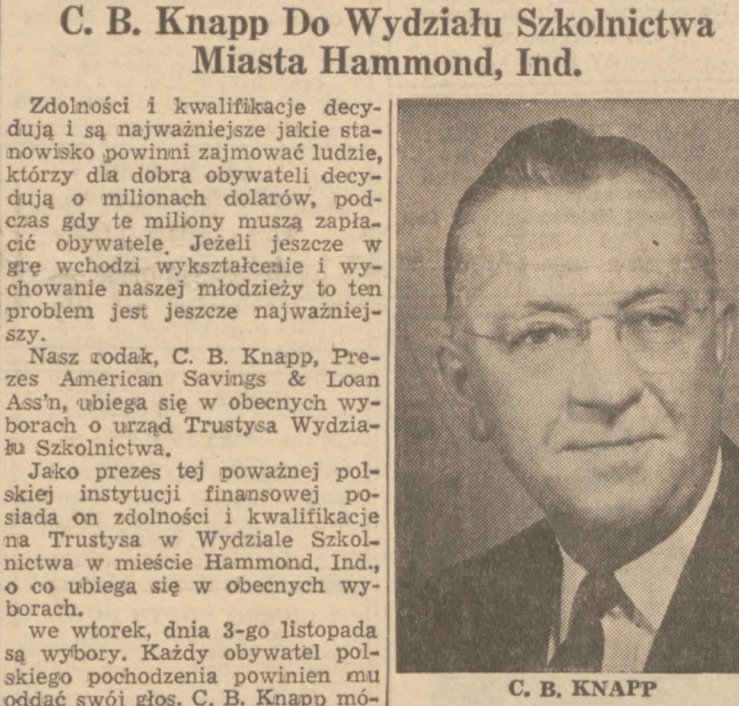 C. B. Knapp Do Wydziału Szkolnictwa
Miasta Hammond, Ind.
Zdolności i kwalifikacje decy-
dują i są najważniejsze jakie sta-
nowisko powinni zajmować ludzie,
którzy dla dobra obywateli decy-
dują o milionach dolarów, pod-
czas gdy te miliony muszą zapła-
cić obywatele. Jeżeli jeszcze w
grę wchodzi wykształcenie i wy-
chowanie naszej młodzieży to ten
problem jest jeszcze najważniej-
szy.
Nasz rodak, C. B. Knapp, Pre-
zes American Savings & Loan
Ass'n, ubiega się w obecnych wy-
borach o urząd Trustysa Wydzia-
łu Szkolnictwa.
Jako prezes tej poważnej pol-
skiej instytucji finansowej po-
siada on zdolności i kwalifikacje
na Trustysa w Wydziale Szkol-
nictwa w mieście Hammond, Ind.,
o co ubiega się w obecnych wy-
borach.
we wtorek, dnia 3-go listopada
są wybory. Każdy obywatel pol-
skiego pochodzenia powinien mu
oddać swój głos. C. B. Knapp mó-
C. B. KNAPP